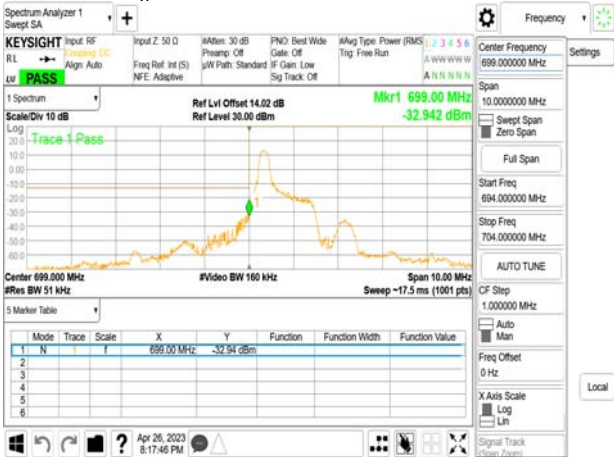 Spectrum Analyzer 1
Swept SA
+
Frequency
KEYSIGHT
RL
PASS
Input: RF
Coupling: DC
Align: Auto
Input Z: 50 Ω
Freq Ref: Int (S)
NFE: Adaptive
#Atten: 30 dB
Preamp: Off
µW Path: Standard
PNO: Best Wide
Gate: Off
IF Gain: Low
Sig Track: Off
#Avg Type: Power (RMS
Trig: Free Run
1 2 3 4 5 6
A W W W W W
A N N N N N
Center Frequency
699.000000 MHz
Settings
1 Spectrum
Scale/Div 10 dB
Ref Lvl Offset 14.02 dB
Ref Level 30.00 dBm
Mkr1 699.00 MHz
-32.942 dBm
Span
10.0000000 MHz
Swept Span
Zero Span
Full Span
Start Freq
694.000000 MHz
Stop Freq
704.000000 MHz
AUTO TUNE
CF Step
1.000000 MHz
Auto
Man
Freq Offset
0 Hz
X Axis Scale
Log
Lin
Signal Track
(Span Zoom)
Local
Log
Trace 1 Pass
20.0
10.0
0.00
-10.0
-20.0
-30.0
-40.0
-50.0
-60.0
1
Center 699.000 MHz
#Video BW 160 kHz
Span 10.00 MHz
#Res BW 51 kHz
Sweep ~17.5 ms (1001 pts)
5 Marker Table
Mode Trace Scale X Y Function Function Width Function Value
1 N 1 f 699.00 MHz -32.94 dBm
2
3
4
5
6
?
Apr 26, 2023
8:17:46 PM